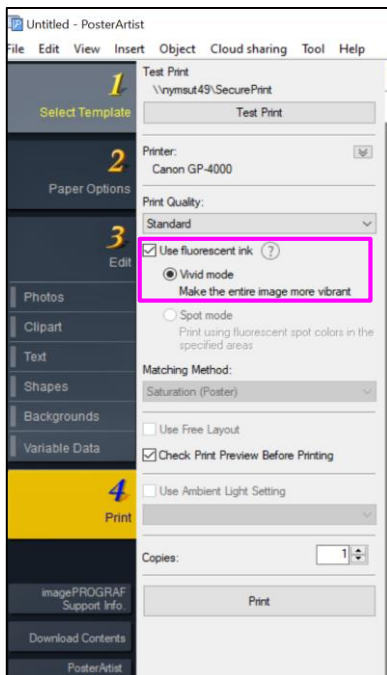 Untitled - PosterArtist
File Edit View Insert Object Cloud sharing Tool Help
1
Select Template
2
Paper Options
3
Edit
Photos
Clipart
Text
Shapes
Backgrounds
Variable Data
4
Print
imagePROGRAF
Support Info.
Download Contents
PosterArtist
Test Print
\\nymsut49\SecurePrint
Test Print
Printer:
Canon GP-4000
Print Quality:
Standard
Use fluorescent ink ?
Vivid mode
Make the entire image more vibrant
Spot mode
Print using fluorescent spot colors in the
specified areas
Matching Method:
Saturation (Poster)
Use Free Layout
Check Print Preview Before Printing
Use Ambient Light Setting
Copies: 1
Print